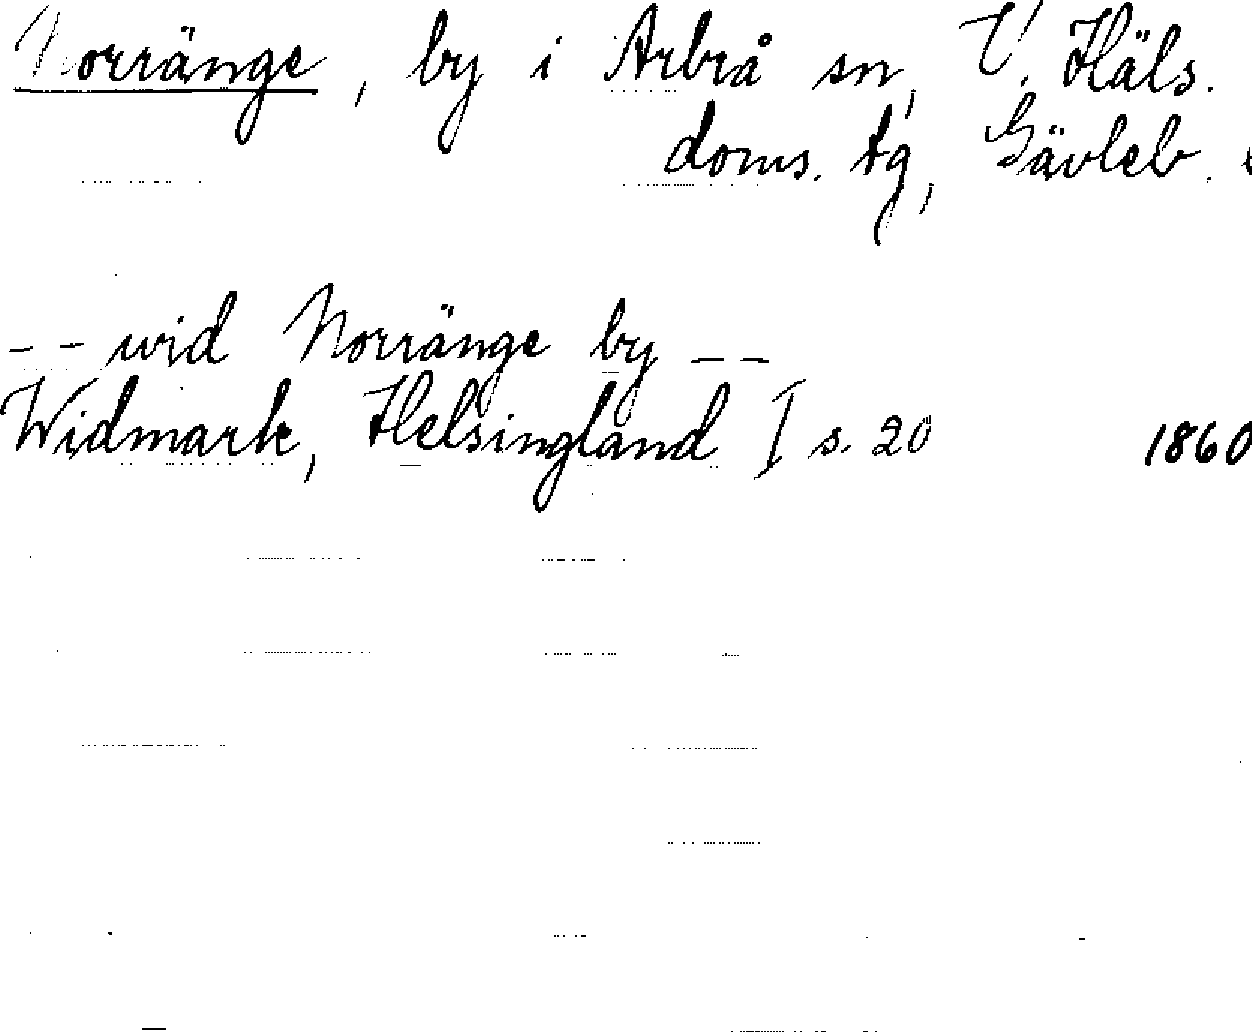 Norränge, by i Arbrå sn, V. Häls.
doms. tg, Gävleb.
-- wid Norränge by --
Widmark, Helsingland I s. 20 1860